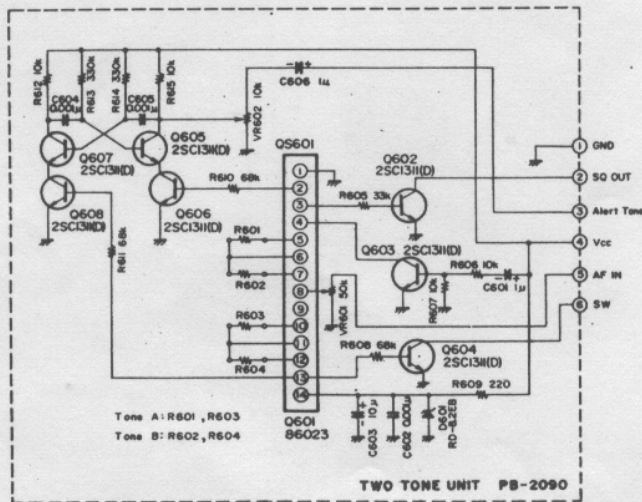 R612 10k
R613 330k
R614 330k
R615 10k
C604
0.001μ
C605
0.001μ
VR602 10k
C606 1μ
Q607
2SC1311(D)
Q605
2SC1311(D)
Q608
2SC1311(D)
Q606
2SC1311(D)
R611 68k
R610 68k
QS601
1
2
3
4
5
6
7
8
9
10
11
12
13
14
Q601
86023
R601
R602
R603
R604
Q602
2SC1311(D)
R605 33k
Q603 2SC1311(D)
R606 10k
R607 10k
C601 1μ
VR601 50k
R608 68k
Q604
2SC1311(D)
R609 220
C603
10μ
C602 0.001μ
D601
RD-8.2EB
1 GND
2 SQ OUT
3 Alert Tone
4 Vcc
5 AF IN
6 SW
Tone A:R601,R603
Tone B:R602,R604
TWO TONE UNIT PB-2090